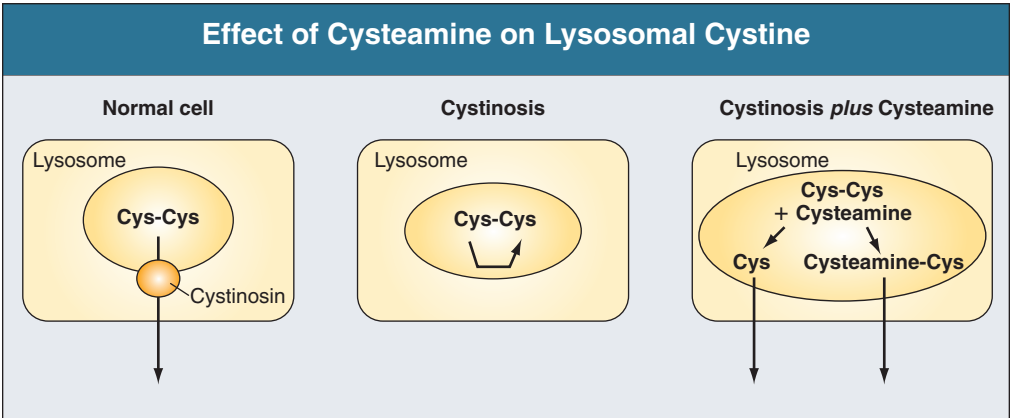 Effect of Cysteamine on Lysosomal Cystine
Normal cell
Lysosome
Cys-Cys
Cystinosin
Cystinosis
Lysosome
Cys-Cys
Cystinosis plus Cysteamine
Lysosome
Cys-Cys
+ Cysteamine
Cys
Cysteamine-Cys